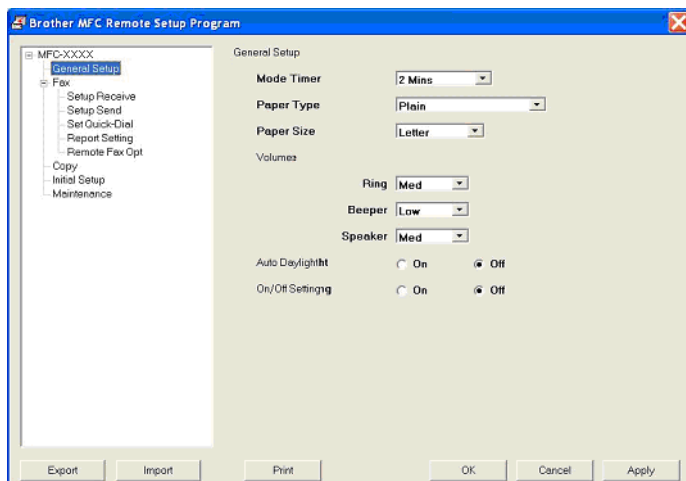 Brother MFC Remote Setup Program
MFC-XXXX
General Setup
Fax
Setup Receive
Setup Send
Set Quick-Dial
Report Setting
Remote Fax Opt
Copy
Initial Setup
Maintenance
General Setup
Mode Timer 2 Mins
Paper Type Plain
Paper Size Letter
Volumes
Ring Med
Beeper Low
Speaker Med
Auto Daylightht On Off
On/Off Settingng On Off
Export Import Print OK Cancel Apply